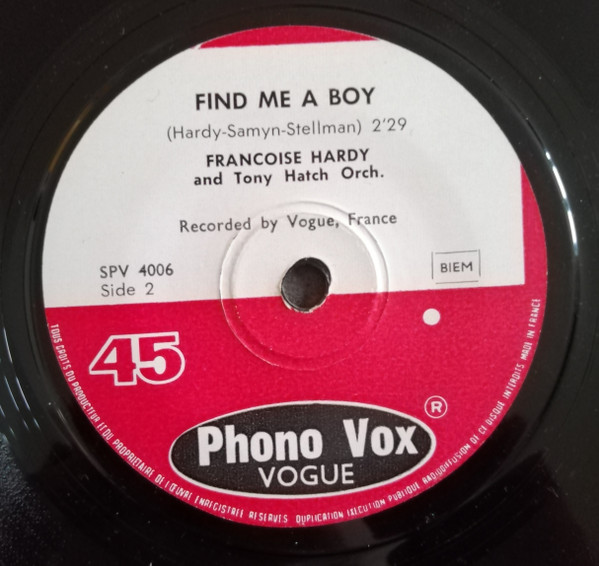 FIND ME A BOY
(Hardy-Samyn-Stellman) 2'29
FRANCOISE HARDY
and Tony Hatch Orch.
Recorded by Vogue, France
SPV 4006
Side 2
BIEM
45
®
Phono Vox
VOGUE
TOUS DROITS DU PRODUCTEUR ET DU PROPRIETAIRE DE L'ŒUVRE ENREGISTREE RESERVES DUPLICATION EXECUTION PUBLIQUE RADIODIFFUSION DE CE DISQUE INTERDITS MADE IN FRANCE